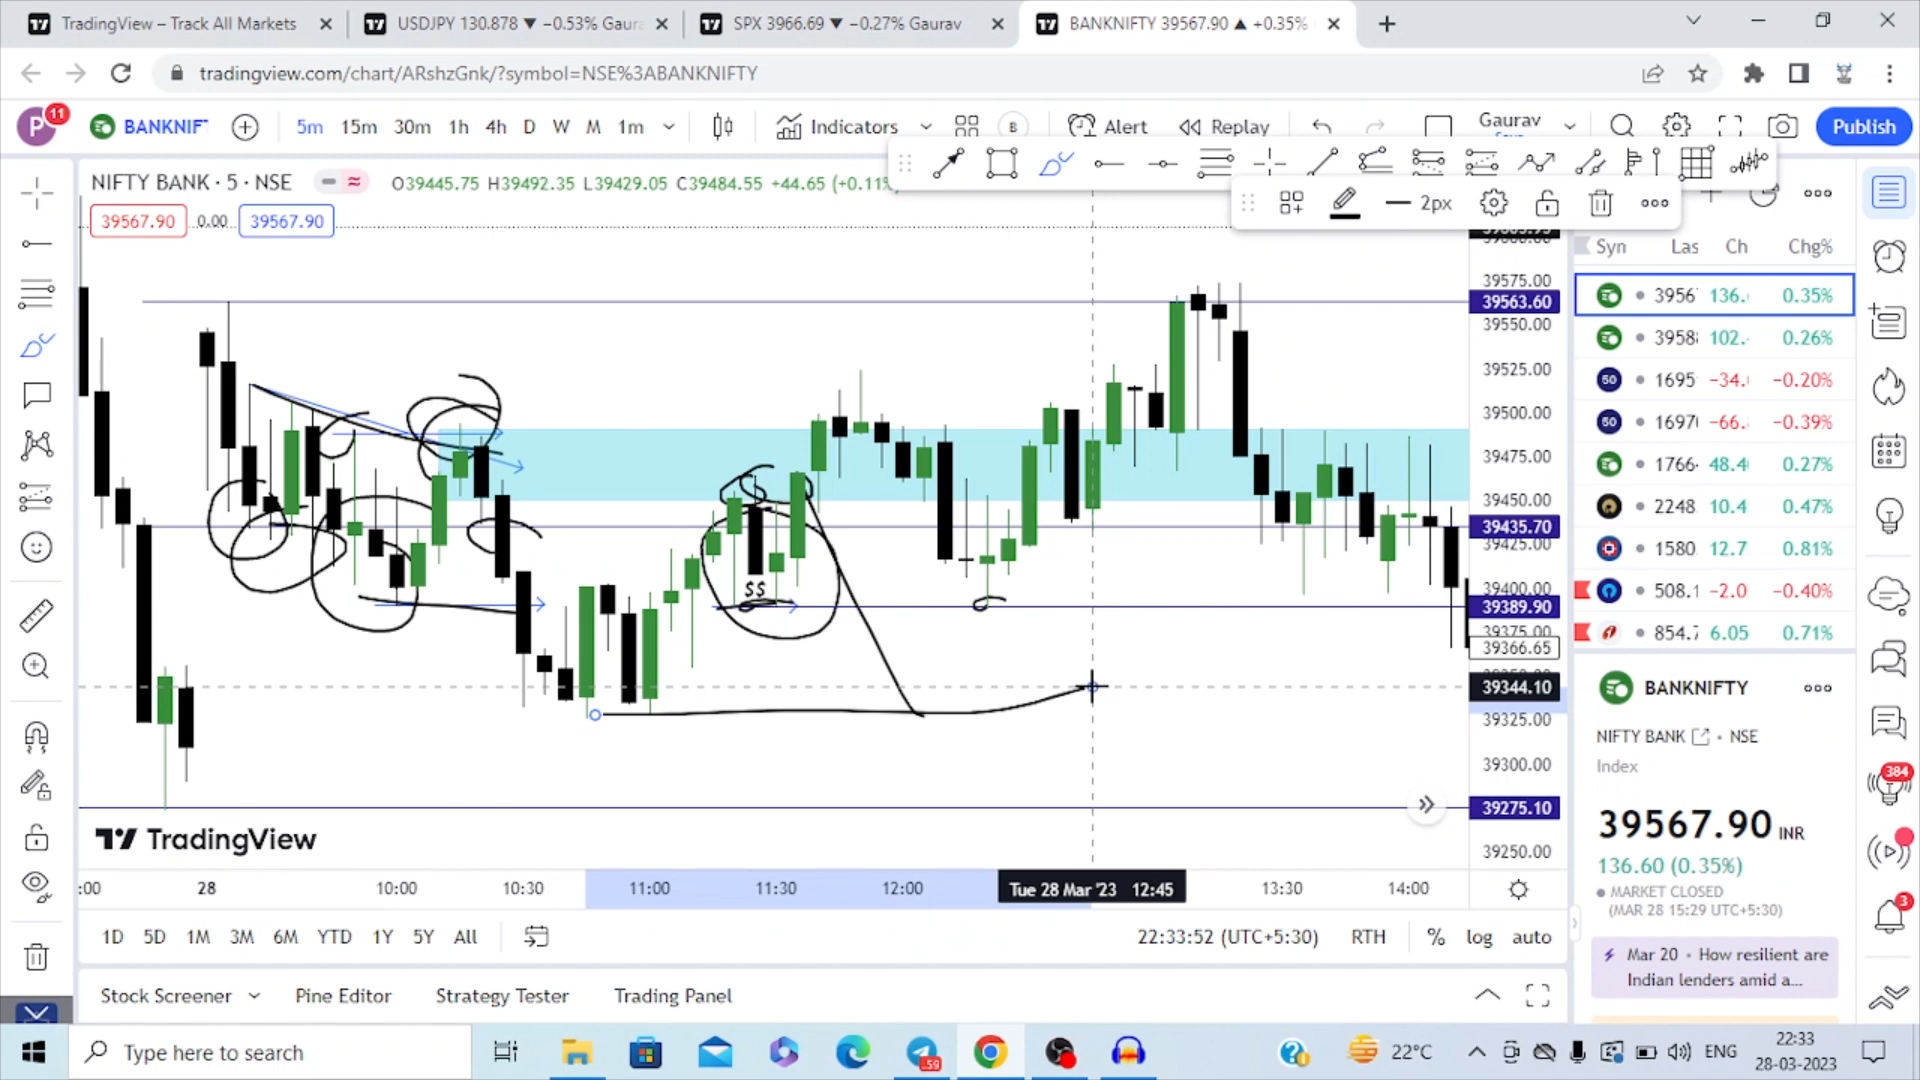 TradingView – Track All Markets
USDJPY 130.878 ▼ −0.53% Gaura
SPX 3966.69 ▼ −0.27% Gaurav
BANKNIFTY 39567.90 ▲ +0.35%
tradingview.com/chart/ARshzGnk/?symbol=NSE%3ABANKNIFTY
P 11
BANKNIF
5m 15m 30m 1h 4h D W M 1m
Indicators
B
Alert
Replay
Gaurav
Save
Publish
NIFTY BANK · 5 · NSE
O39445.75 H39492.35 L39429.05 C39484.55 +44.65 (+0.11%
2px
39567.90 0.00 39567.90
Syn Las Ch Chg%
3956 136. 0.35%
3958 102. 0.26%
50 1695 −34. −0.20%
50 1697 −66. −0.39%
1766 48.4 0.27%
2248 10.4 0.47%
1580 12.7 0.81%
508.1 −2.0 −0.40%
854.7 6.05 0.71%
39575.00
39563.60
39550.00
39525.00
39500.00
39475.00
39450.00
39435.70
39425.00
39400.00
39389.90
39375.00
39366.65
39344.10
39325.00
39300.00
39275.10
39250.00
$$
TradingView
BANKNIFTY
NIFTY BANK · NSE
Index
39567.90 INR
136.60 (0.35%)
MARKET CLOSED
(MAR 28 15:29 UTC+5:30)
Mar 20 · How resilient are
Indian lenders amid a...
384
3
:00 28 10:00 10:30 11:00 11:30 12:00 Tue 28 Mar '23 12:45 13:30 14:00
1D 5D 1M 3M 6M YTD 1Y 5Y All
22:33:52 (UTC+5:30) RTH % log auto
Stock Screener Pine Editor Strategy Tester Trading Panel
Type here to search
59
22°C
ENG
22:33
28-03-2023